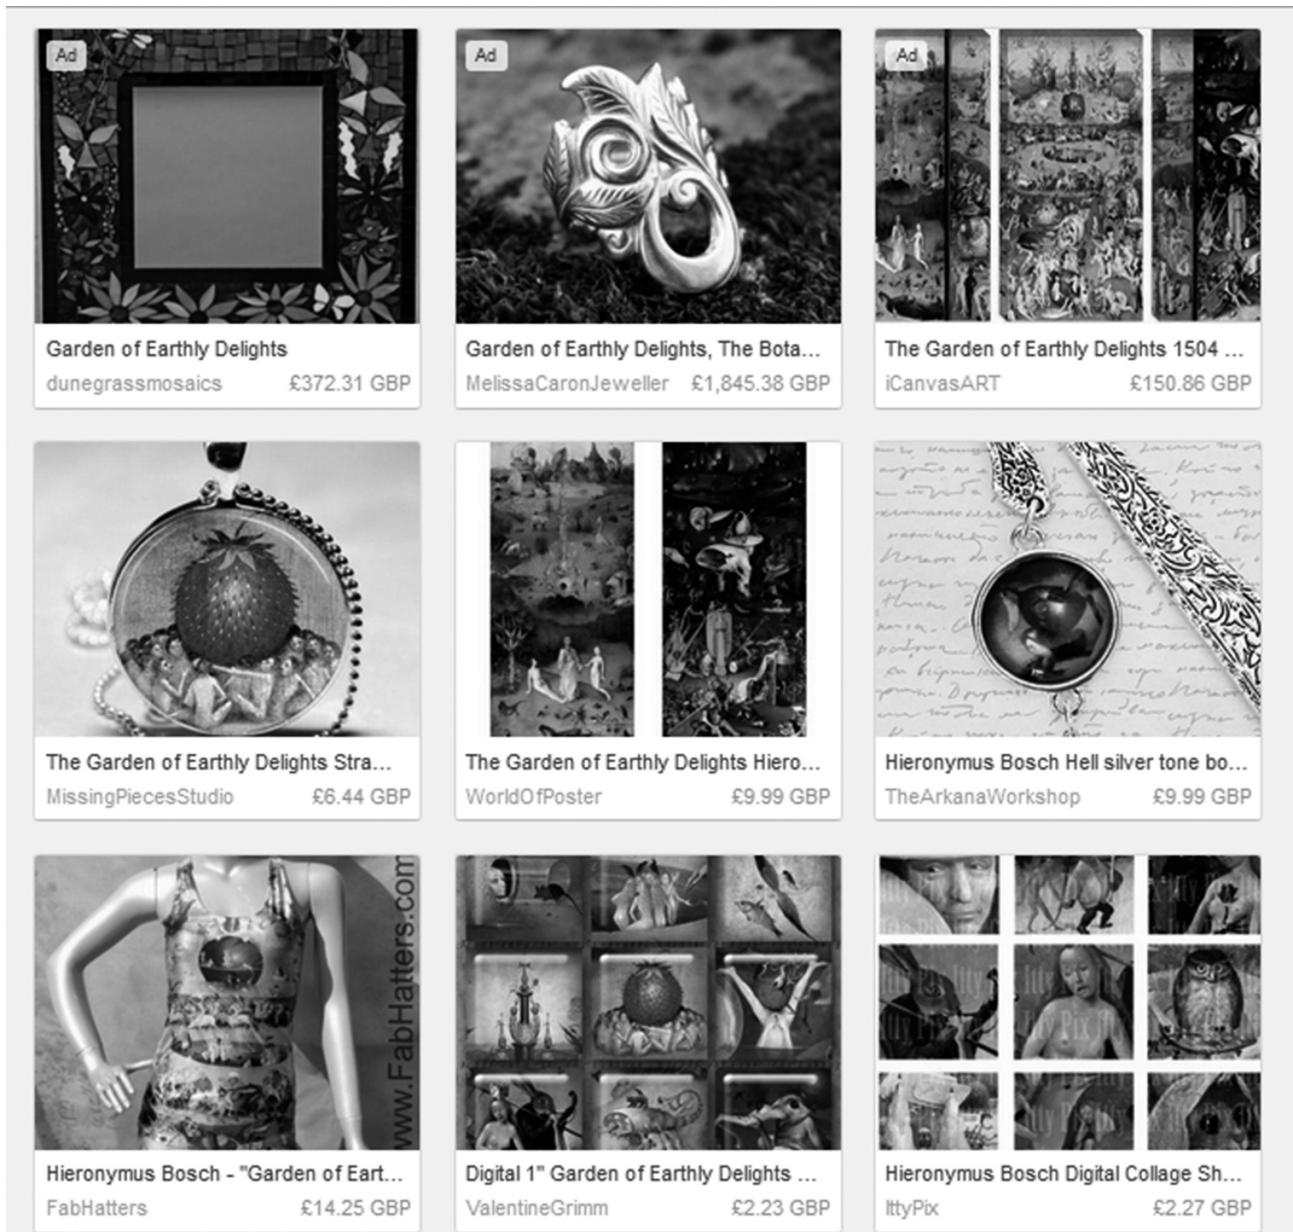 Ad
Ad
Ad
Garden of Earthly Delights
dunegrassmosaics £372.31 GBP
Garden of Earthly Delights, The Bota...
MelissaCaronJeweller £1,845.38 GBP
The Garden of Earthly Delights 1504 ...
iCanvasART £150.86 GBP
The Garden of Earthly Delights Stra...
MissingPiecesStudio £6.44 GBP
The Garden of Earthly Delights Hiero...
WorldOfPoster £9.99 GBP
Hieronymus Bosch Hell silver tone bo...
TheArkanaWorkshop £9.99 GBP
www.FabHatters.com
Hieronymus Bosch - "Garden of Eart...
FabHatters £14.25 GBP
Digital 1" Garden of Earthly Delights ...
ValentineGrimm £2.23 GBP
Hieronymus Bosch Digital Collage Sh...
IttyPix £2.27 GBP